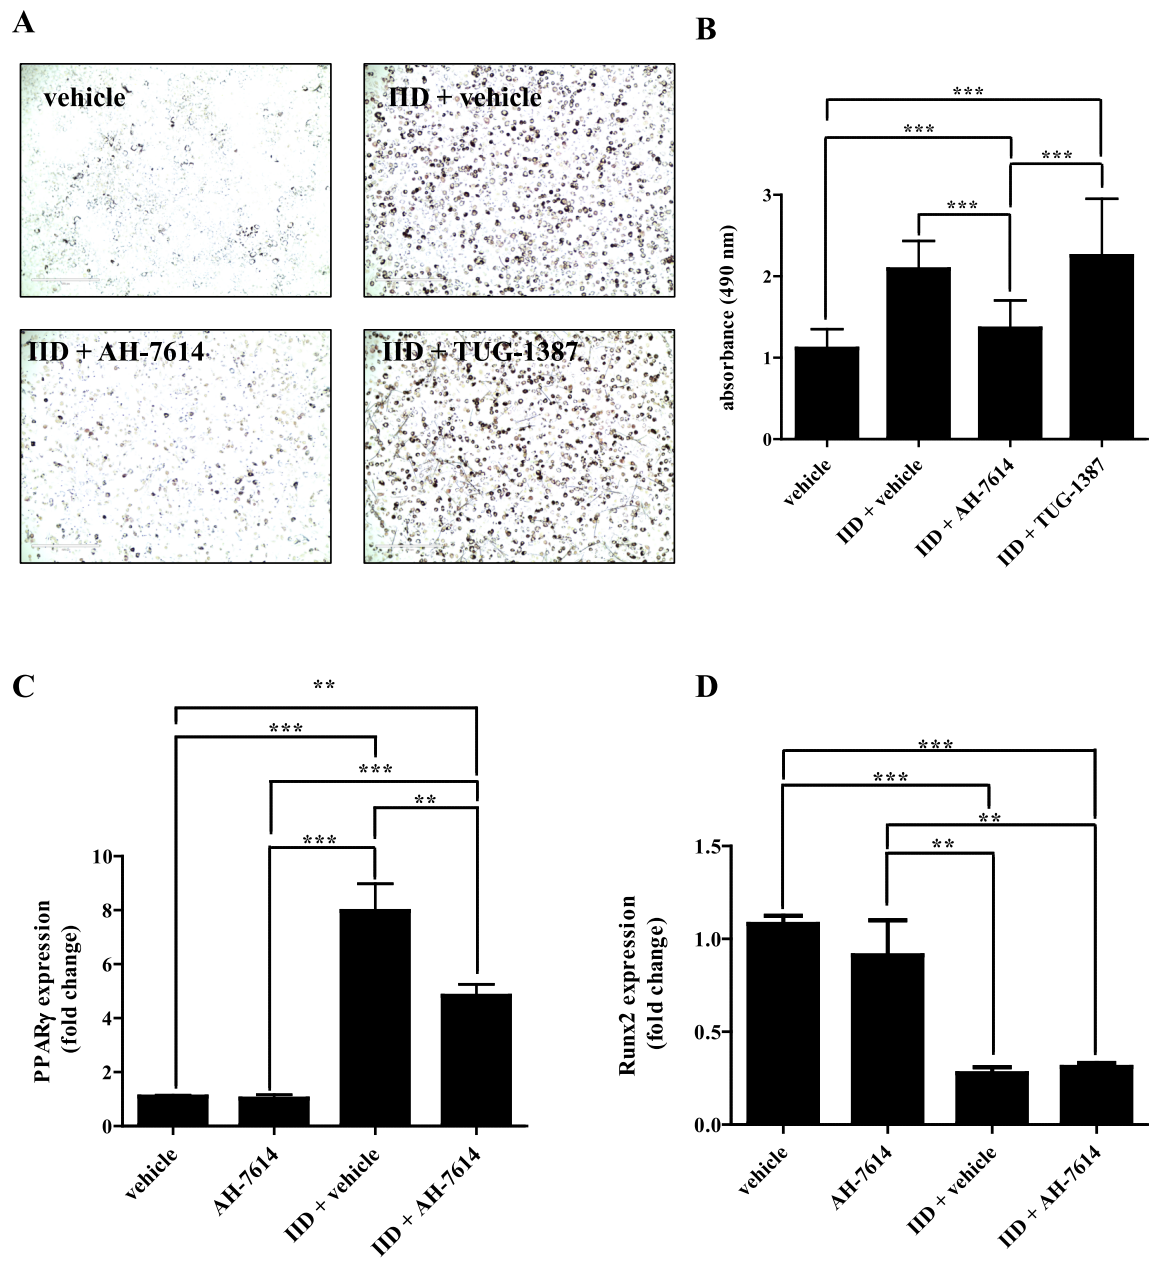 A
vehicle
IID + vehicle
IID + AH-7614
IID + TUG-1387
B
***
***
***
***
absorbance (490 nm)
3
2
1
0
vehicle
IID + vehicle
IID + AH-7614
IID + TUG-1387
C
**
***
***
**
***
PPARγ expression
(fold change)
10
8
6
4
2
0
vehicle
AH-7614
IID + vehicle
IID + AH-7614
D
***
***
**
**
Runx2 expression
(fold change)
1.5
1.0
0.5
0.0
vehicle
AH-7614
IID + vehicle
IID + AH-7614